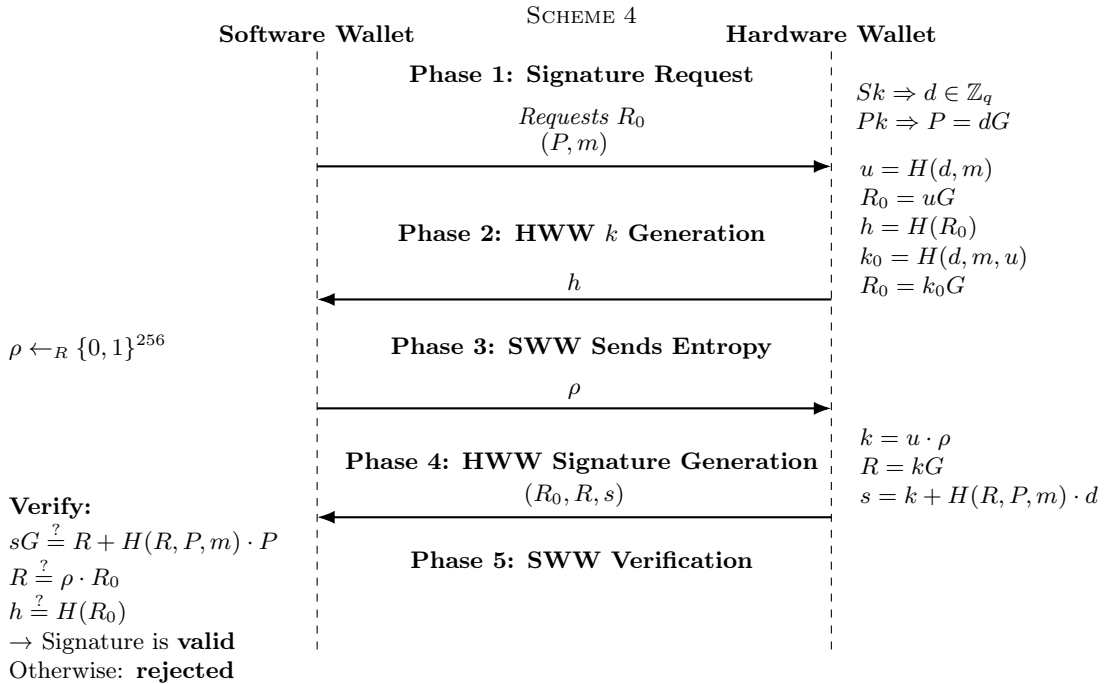 SCHEME 4
Software Wallet
Hardware Wallet
Phase 1: Signature Request
Sk ⇒ d ∈ ℤ_q
Pk ⇒ P = dG
Requests R_0
(P, m)
u = H(d, m)
R_0 = uG
h = H(R_0)
k_0 = H(d, m, u)
R_0 = k_0G
Phase 2: HWW k Generation
h
ρ ←_R {0, 1}^256
Phase 3: SWW Sends Entropy
ρ
k = u · ρ
R = kG
s = k + H(R, P, m) · d
Phase 4: HWW Signature Generation
(R_0, R, s)
Phase 5: SWW Verification
Verify:
sG ≟ R + H(R, P, m) · P
R ≟ ρ · R_0
h ≟ H(R_0)
→ Signature is valid
Otherwise: rejected